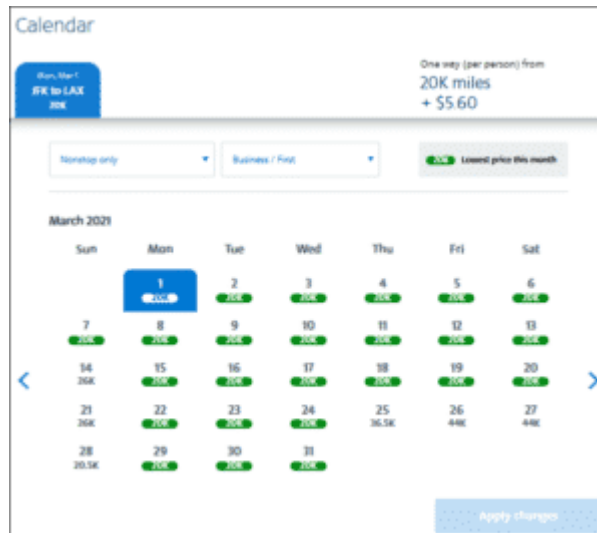 Calendar
Mon, Mar 1
JFK to LAX
20K
One way (per person) from
20K miles
+ $5.60
Nonstop only
Business / First
20K Lowest price this month
March 2021
Sun Mon Tue Wed Thu Fri Sat
1 2 3 4 5 6
20K 20K 20K 20K 20K 20K
7 8 9 10 11 12 13
20K 20K 20K 20K 20K 20K 20K
14 15 16 17 18 19 20
26K 20K 20K 20K 20K 20K 20K
21 22 23 24 25 26 27
36K 20K 20K 20K 36.5K 44K 44K
28 29 30 31
20.5K 20K 20K 20K
Apply changes